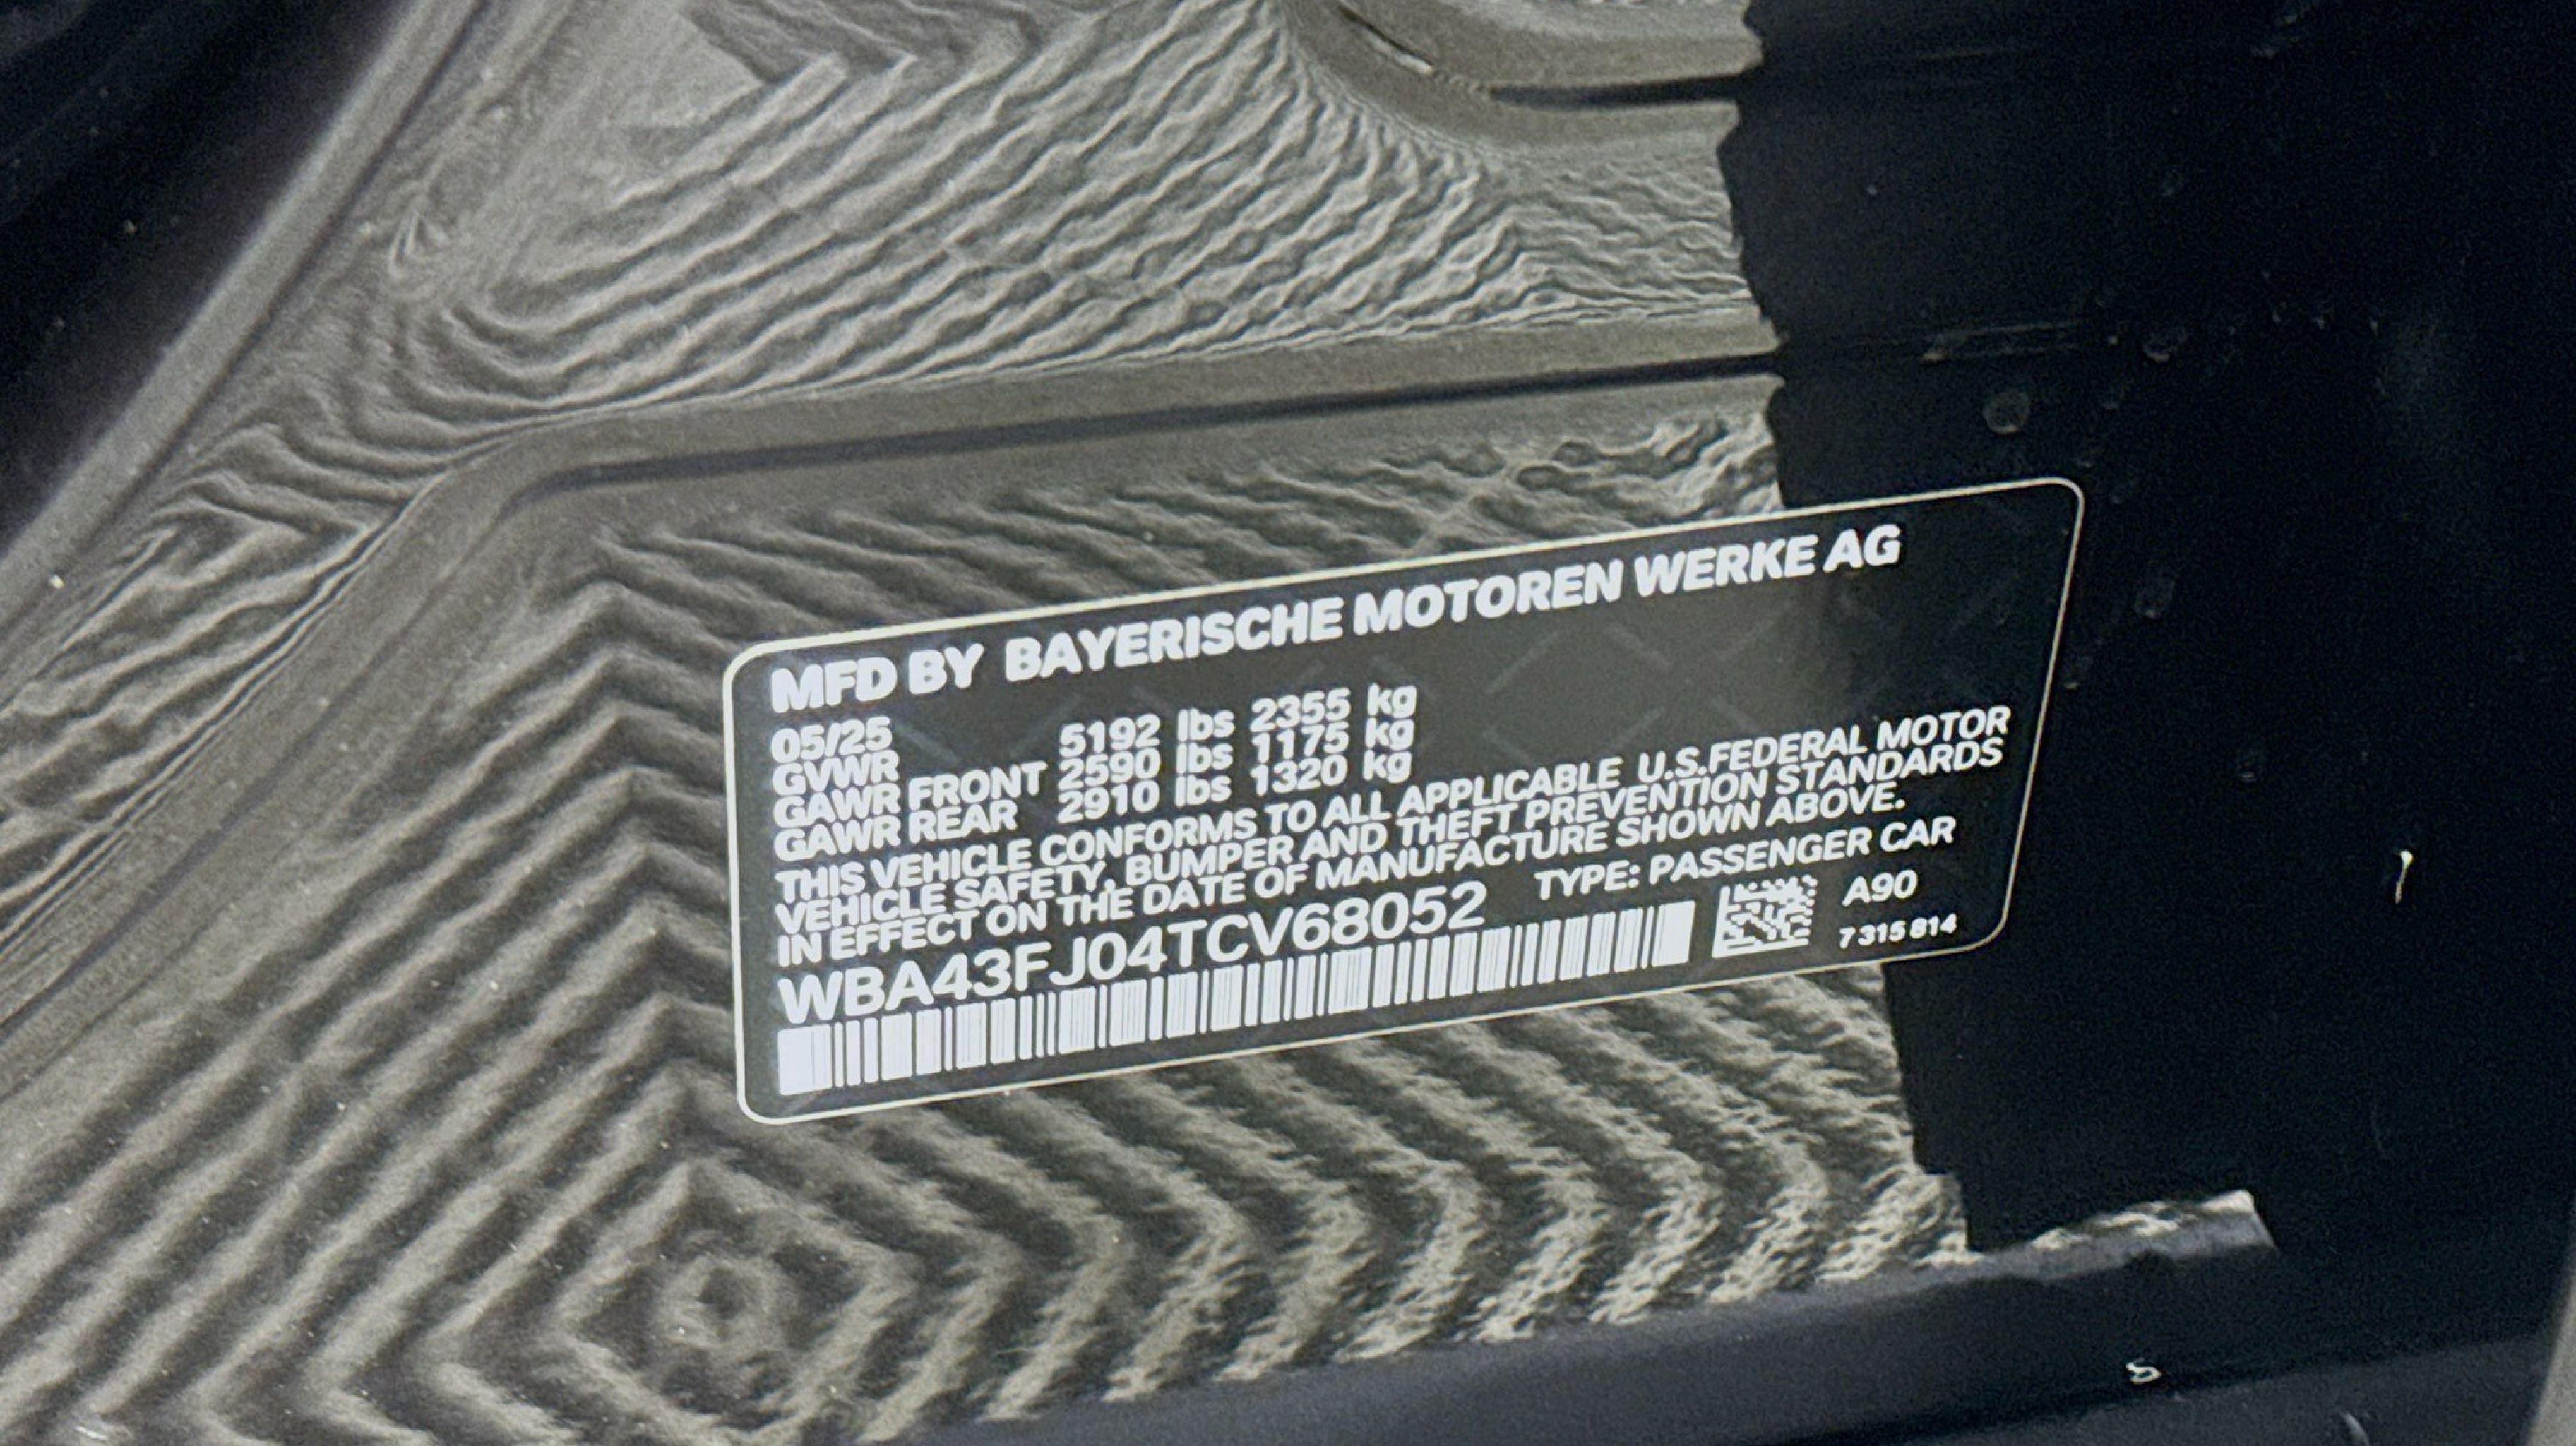 MFD BY BAYERISCHE MOTOREN WERKE AG
05/25
GVWR 5192 lbs 2355 kg
GAWR FRONT 2590 lbs 1175 kg
GAWR REAR 2910 lbs 1320 kg
THIS VEHICLE CONFORMS TO ALL APPLICABLE U.S.FEDERAL MOTOR
VEHICLE SAFETY, BUMPER AND THEFT PREVENTION STANDARDS
IN EFFECT ON THE DATE OF MANUFACTURE SHOWN ABOVE.
WBA43FJ04TCV68052 TYPE: PASSENGER CAR
A90
7 315 814